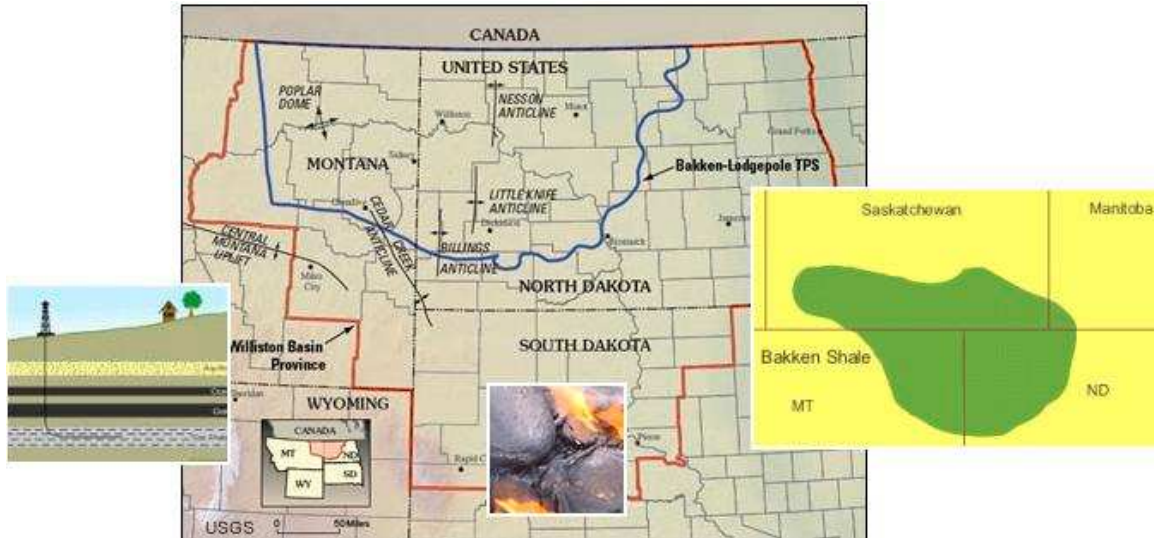 CANADA
UNITED STATES
POPLAR
DOME
NESSON
ANTICLINE
Minot
Williston
Grand Forks
MONTANA
Sidney
Bakken-Lodgepole TPS
LITTLE KNIFE
ANTICLINE
Glendive
CEDAR CREEK
ANTICLINE
Dickinson
Bismarck
BILLINGS
ANTICLINE
CENTRAL
MONTANA
UPLIFT
Miles
City
NORTH DAKOTA
SOUTH DAKOTA
Williston Basin
Province
WYOMING
Sheridan
CANADA
MT
ND
SD
WY
Rapid C
Pierre
USGS
0
50 Miles
Saskatchewan
Manitoba
Bakken Shale
MT
ND